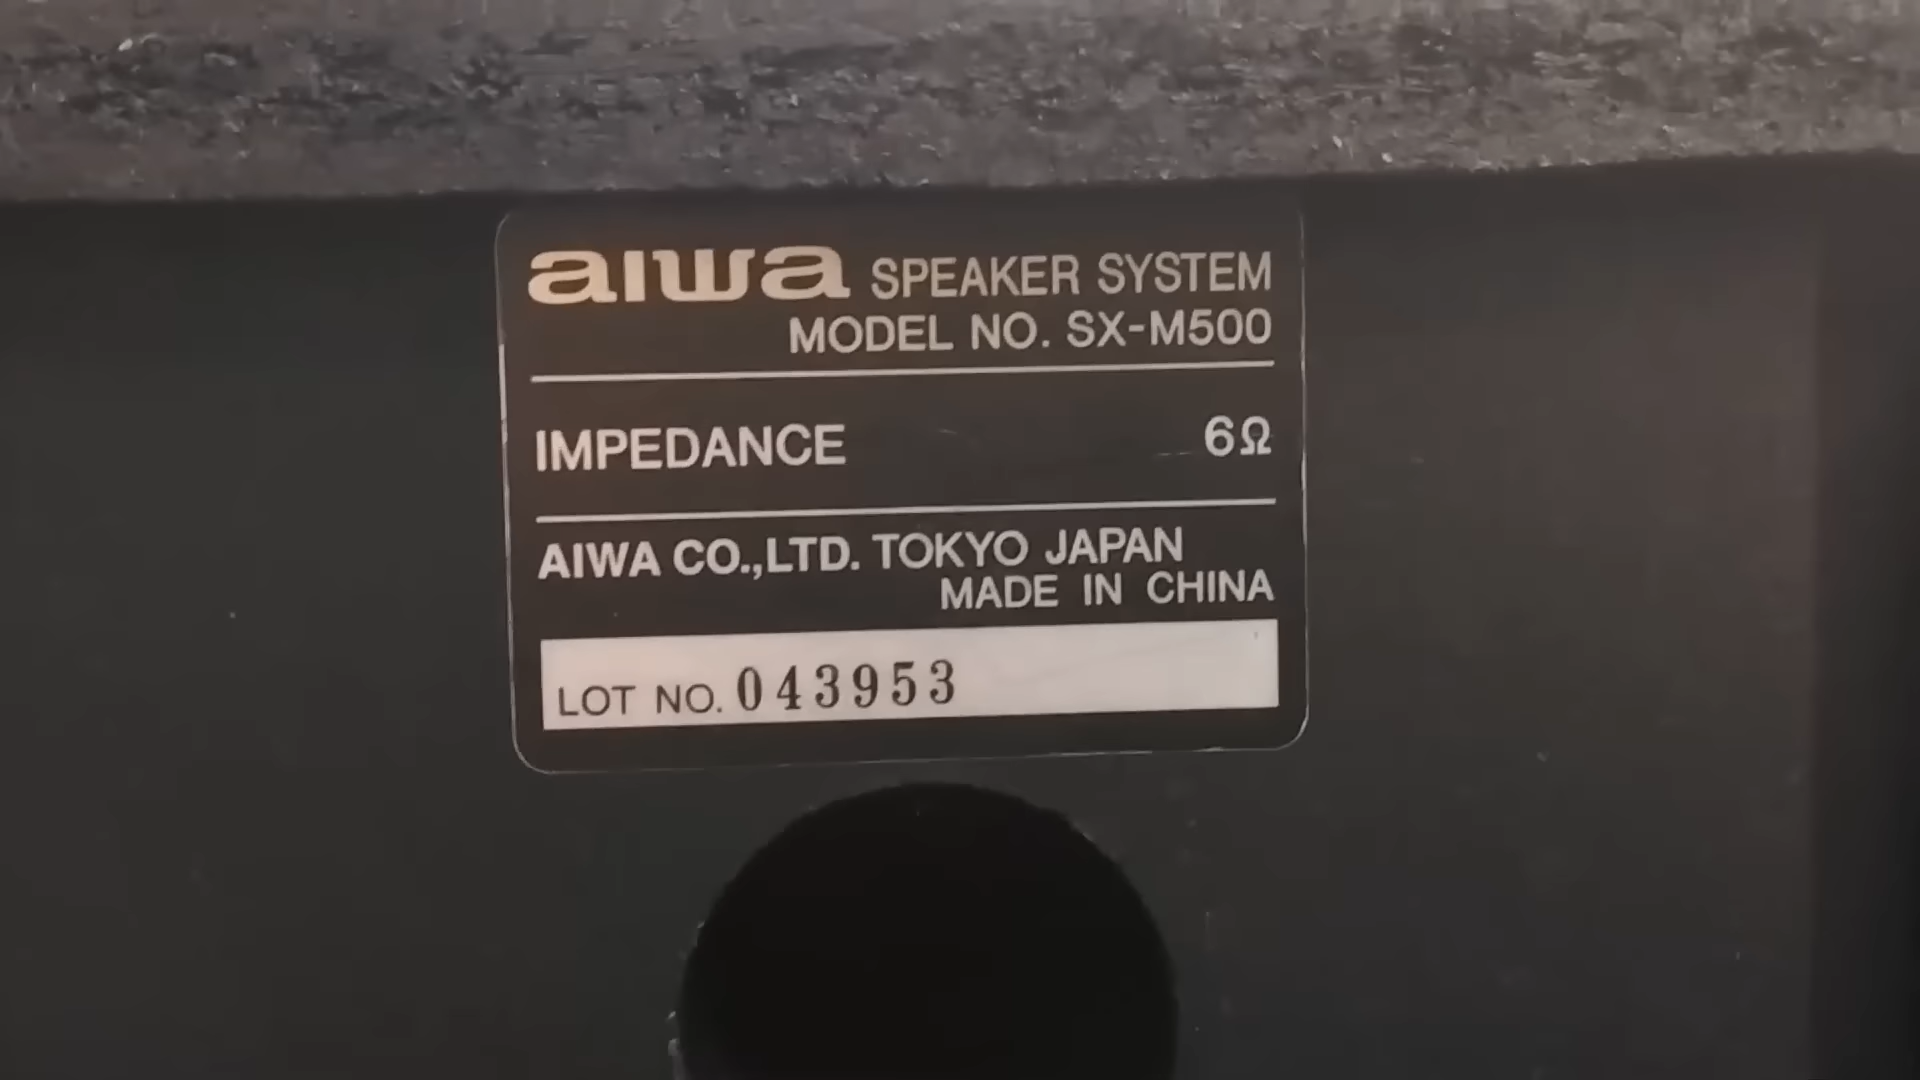 aiwa SPEAKER SYSTEM
MODEL NO. SX-M500
IMPEDANCE 6Ω
AIWA CO.,LTD. TOKYO JAPAN
MADE IN CHINA
LOT NO. 043953